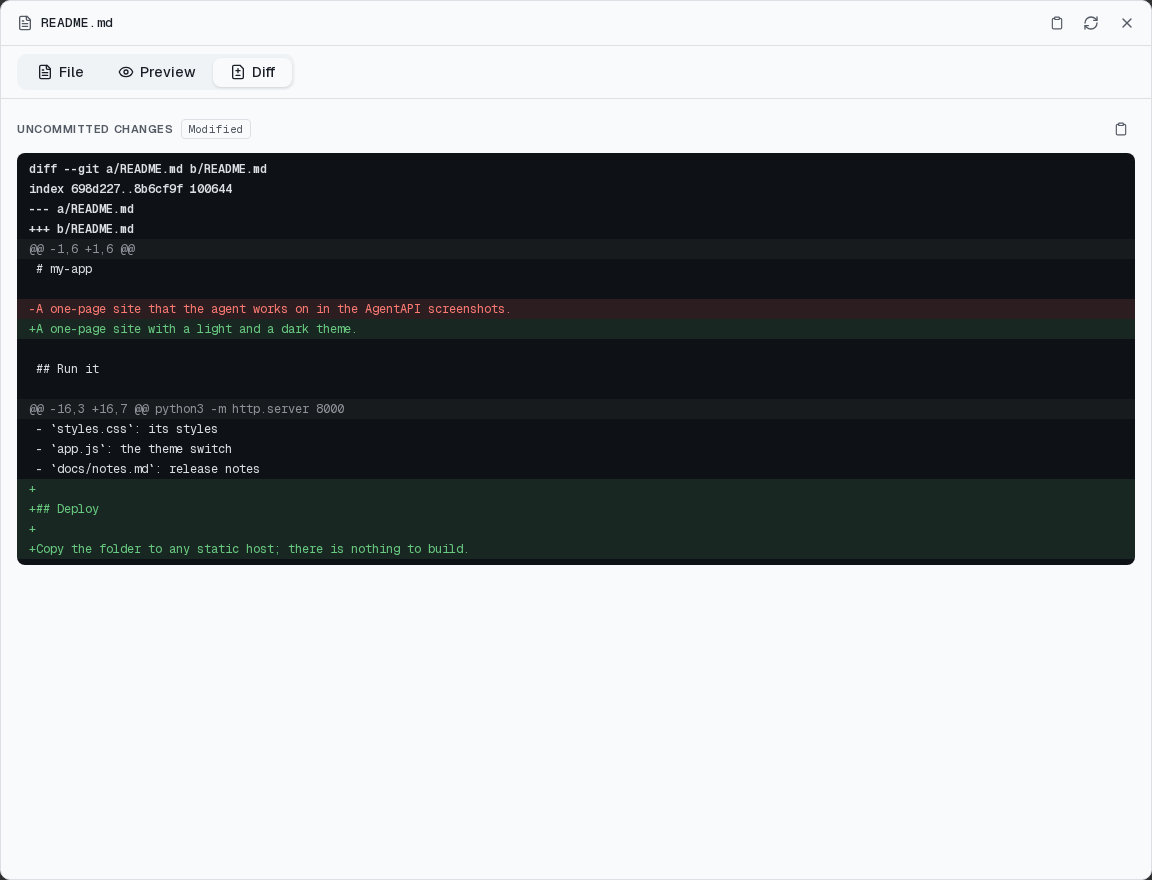 README.md
File Preview Diff
UNCOMMITTED CHANGES Modified
diff --git a/README.md b/README.md
index 698d227..8b6cf9f 100644
--- a/README.md
+++ b/README.md
@@ -1,6 +1,6 @@
 # my-app
-A one-page site that the agent works on in the AgentAPI screenshots.
+A one-page site with a light and a dark theme.
 ## Run it
@@ -16,3 +16,7 @@ python3 -m http.server 8000
 - `styles.css`: its styles
 - `app.js`: the theme switch
 - `docs/notes.md`: release notes
+
+## Deploy
+
+Copy the folder to any static host; there is nothing to build.